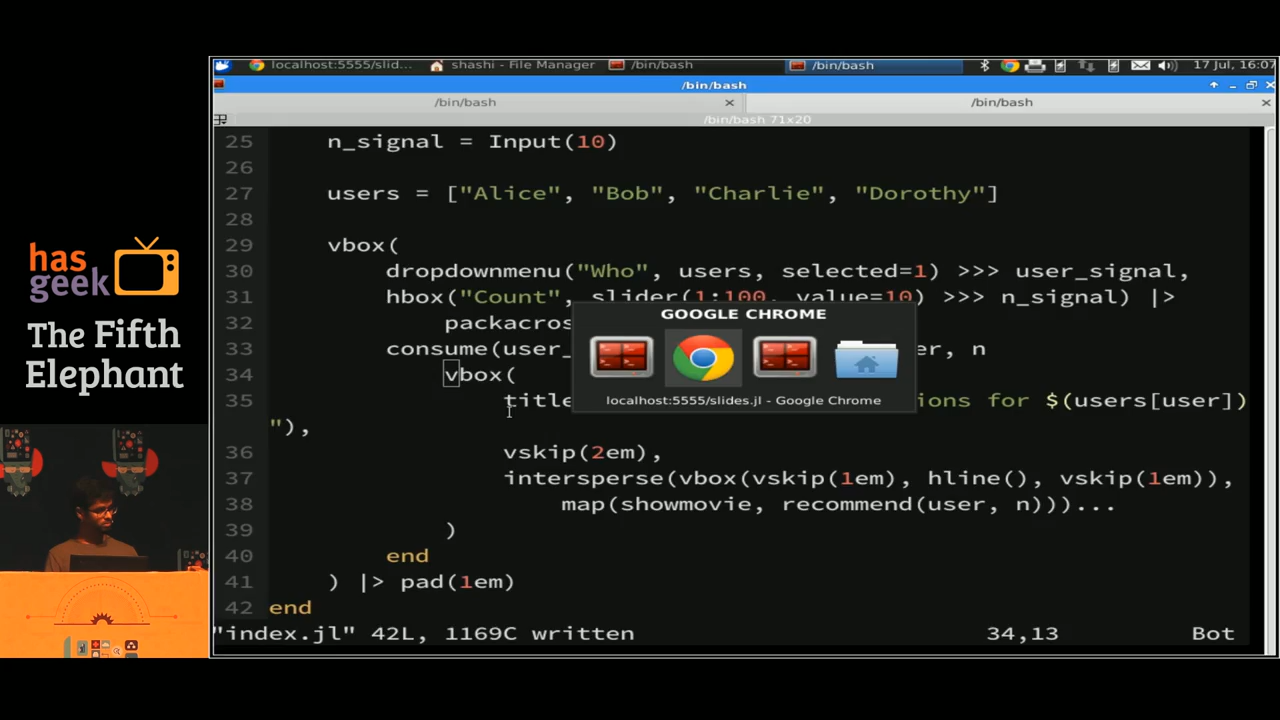 localhost:5555/slid... shashi - File Manager /bin/bash /bin/bash 17 Jul, 16:07
/bin/bash
/bin/bash /bin/bash
/bin/bash 71x20
25 n_signal = Input(10)
26
27 users = ["Alice", "Bob", "Charlie", "Dorothy"]
28
29 vbox(
30 dropdownmenu("Who", users, selected=1) >>> user_signal,
31 hbox("Count", slider(1:100, value=10) >>> n_signal) |>
32 packacros
33 consume(user_ er, n
34 vbox(
35 title ions for $(users[user])
"),
36 vskip(2em),
37 intersperse(vbox(vskip(1em), hline(), vskip(1em)),
38 map(showmovie, recommend(user, n)))...
39 )
40 end
41 ) |> pad(1em)
42 end
"index.jl" 42L, 1169C written 34,13 Bot
GOOGLE CHROME
localhost:5555/slides.jl - Google Chrome
has
geek
The Fifth
Elephant